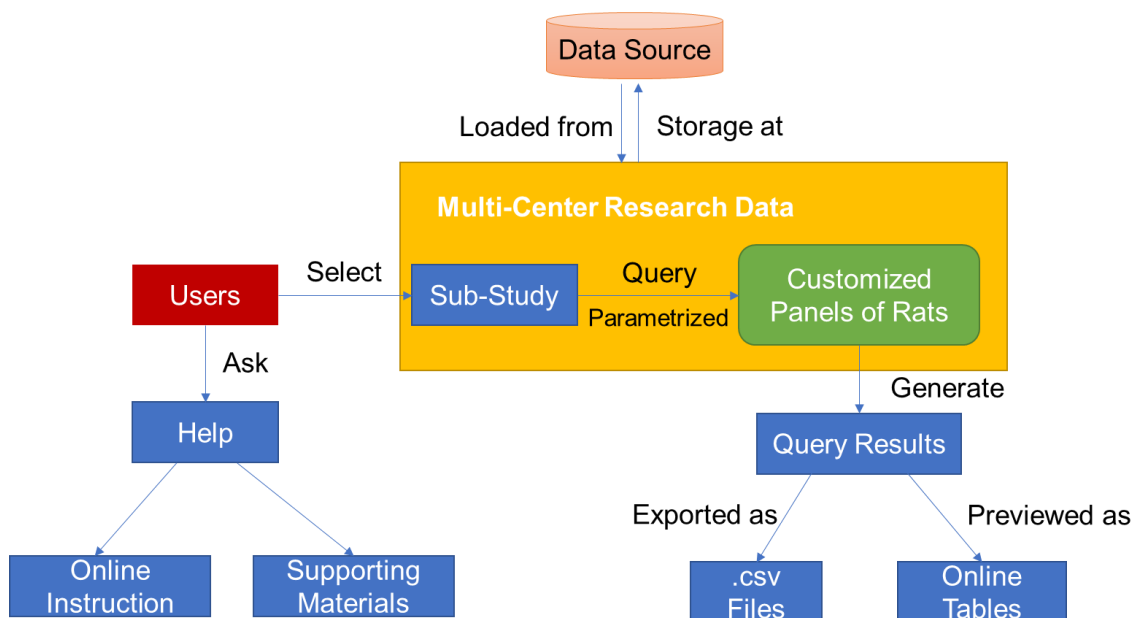 Data Source
Loaded from
Storage at
Multi-Center Research Data
Users
Select
Sub-Study
Query
Parametrized
Customized
Panels of Rats
Ask
Generate
Help
Query Results
Exported as
Previewed as
Online
Instruction
Supporting
Materials
.csv
Files
Online
Tables